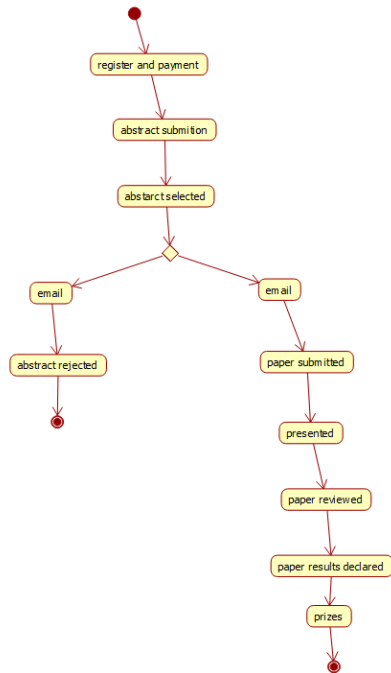 register and payment
abstract submition
abstarct selected
email
email
abstract rejected
paper submitted
presented
paper reviewed
paper results declared
prizes